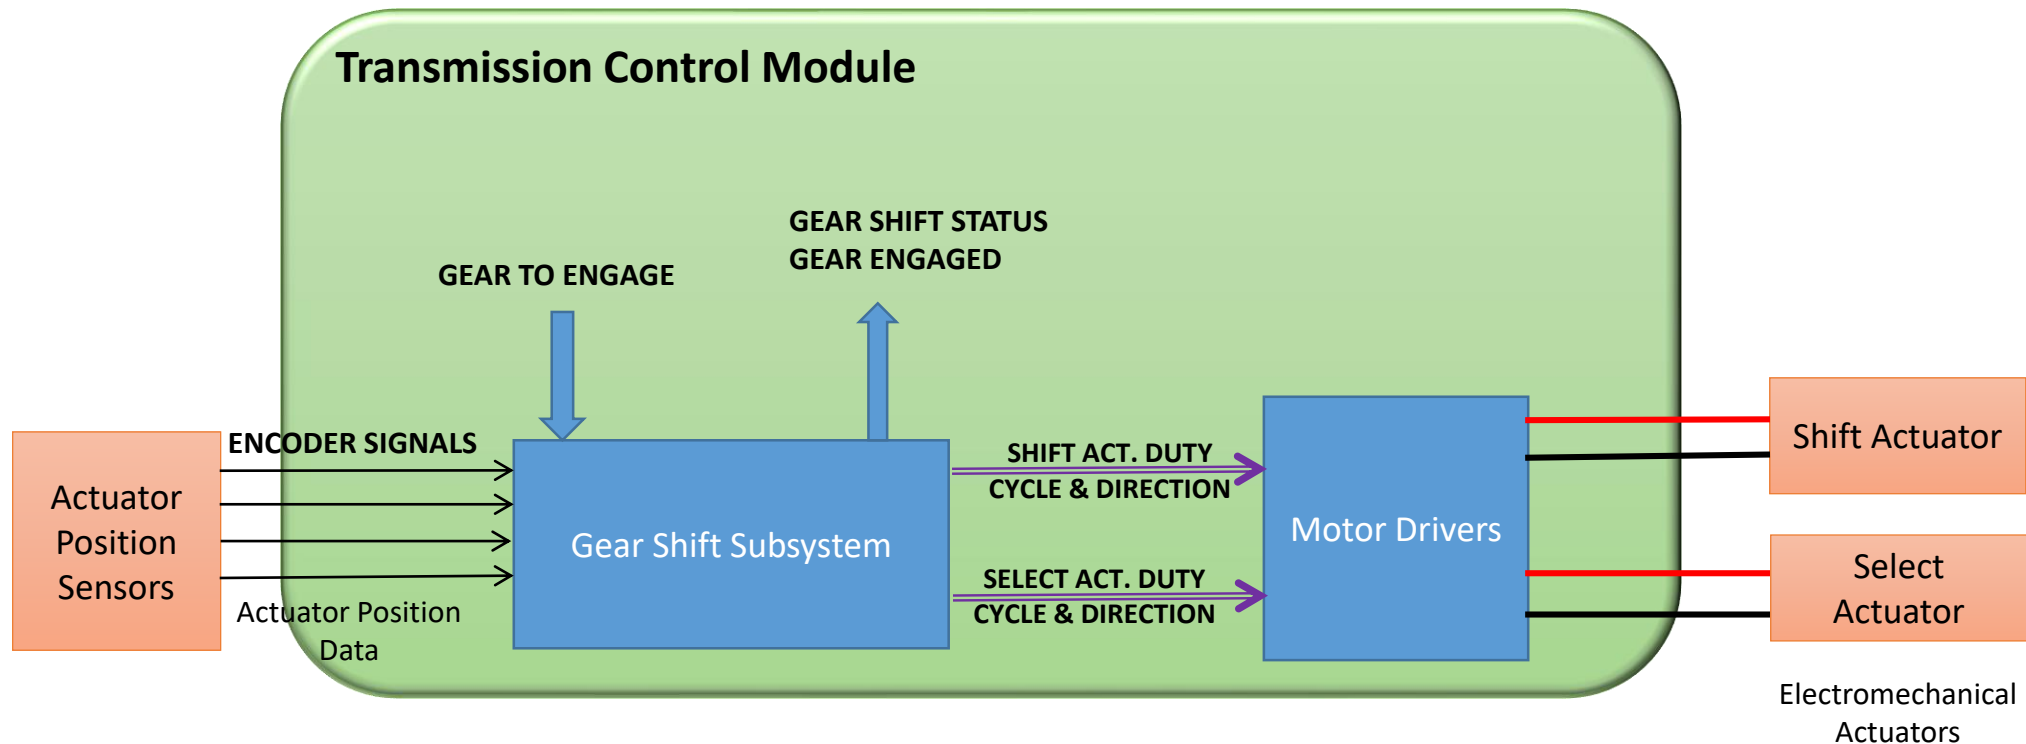 Transmission Control Module
GEAR SHIFT STATUS
GEAR ENGAGED
GEAR TO ENGAGE
ENCODER SIGNALS
Actuator
Position
Sensors
Actuator Position
Data
Gear Shift Subsystem
SHIFT ACT. DUTY
CYCLE & DIRECTION
SELECT ACT. DUTY
CYCLE & DIRECTION
Motor Drivers
Shift Actuator
Select
Actuator
Electromechanical
Actuators